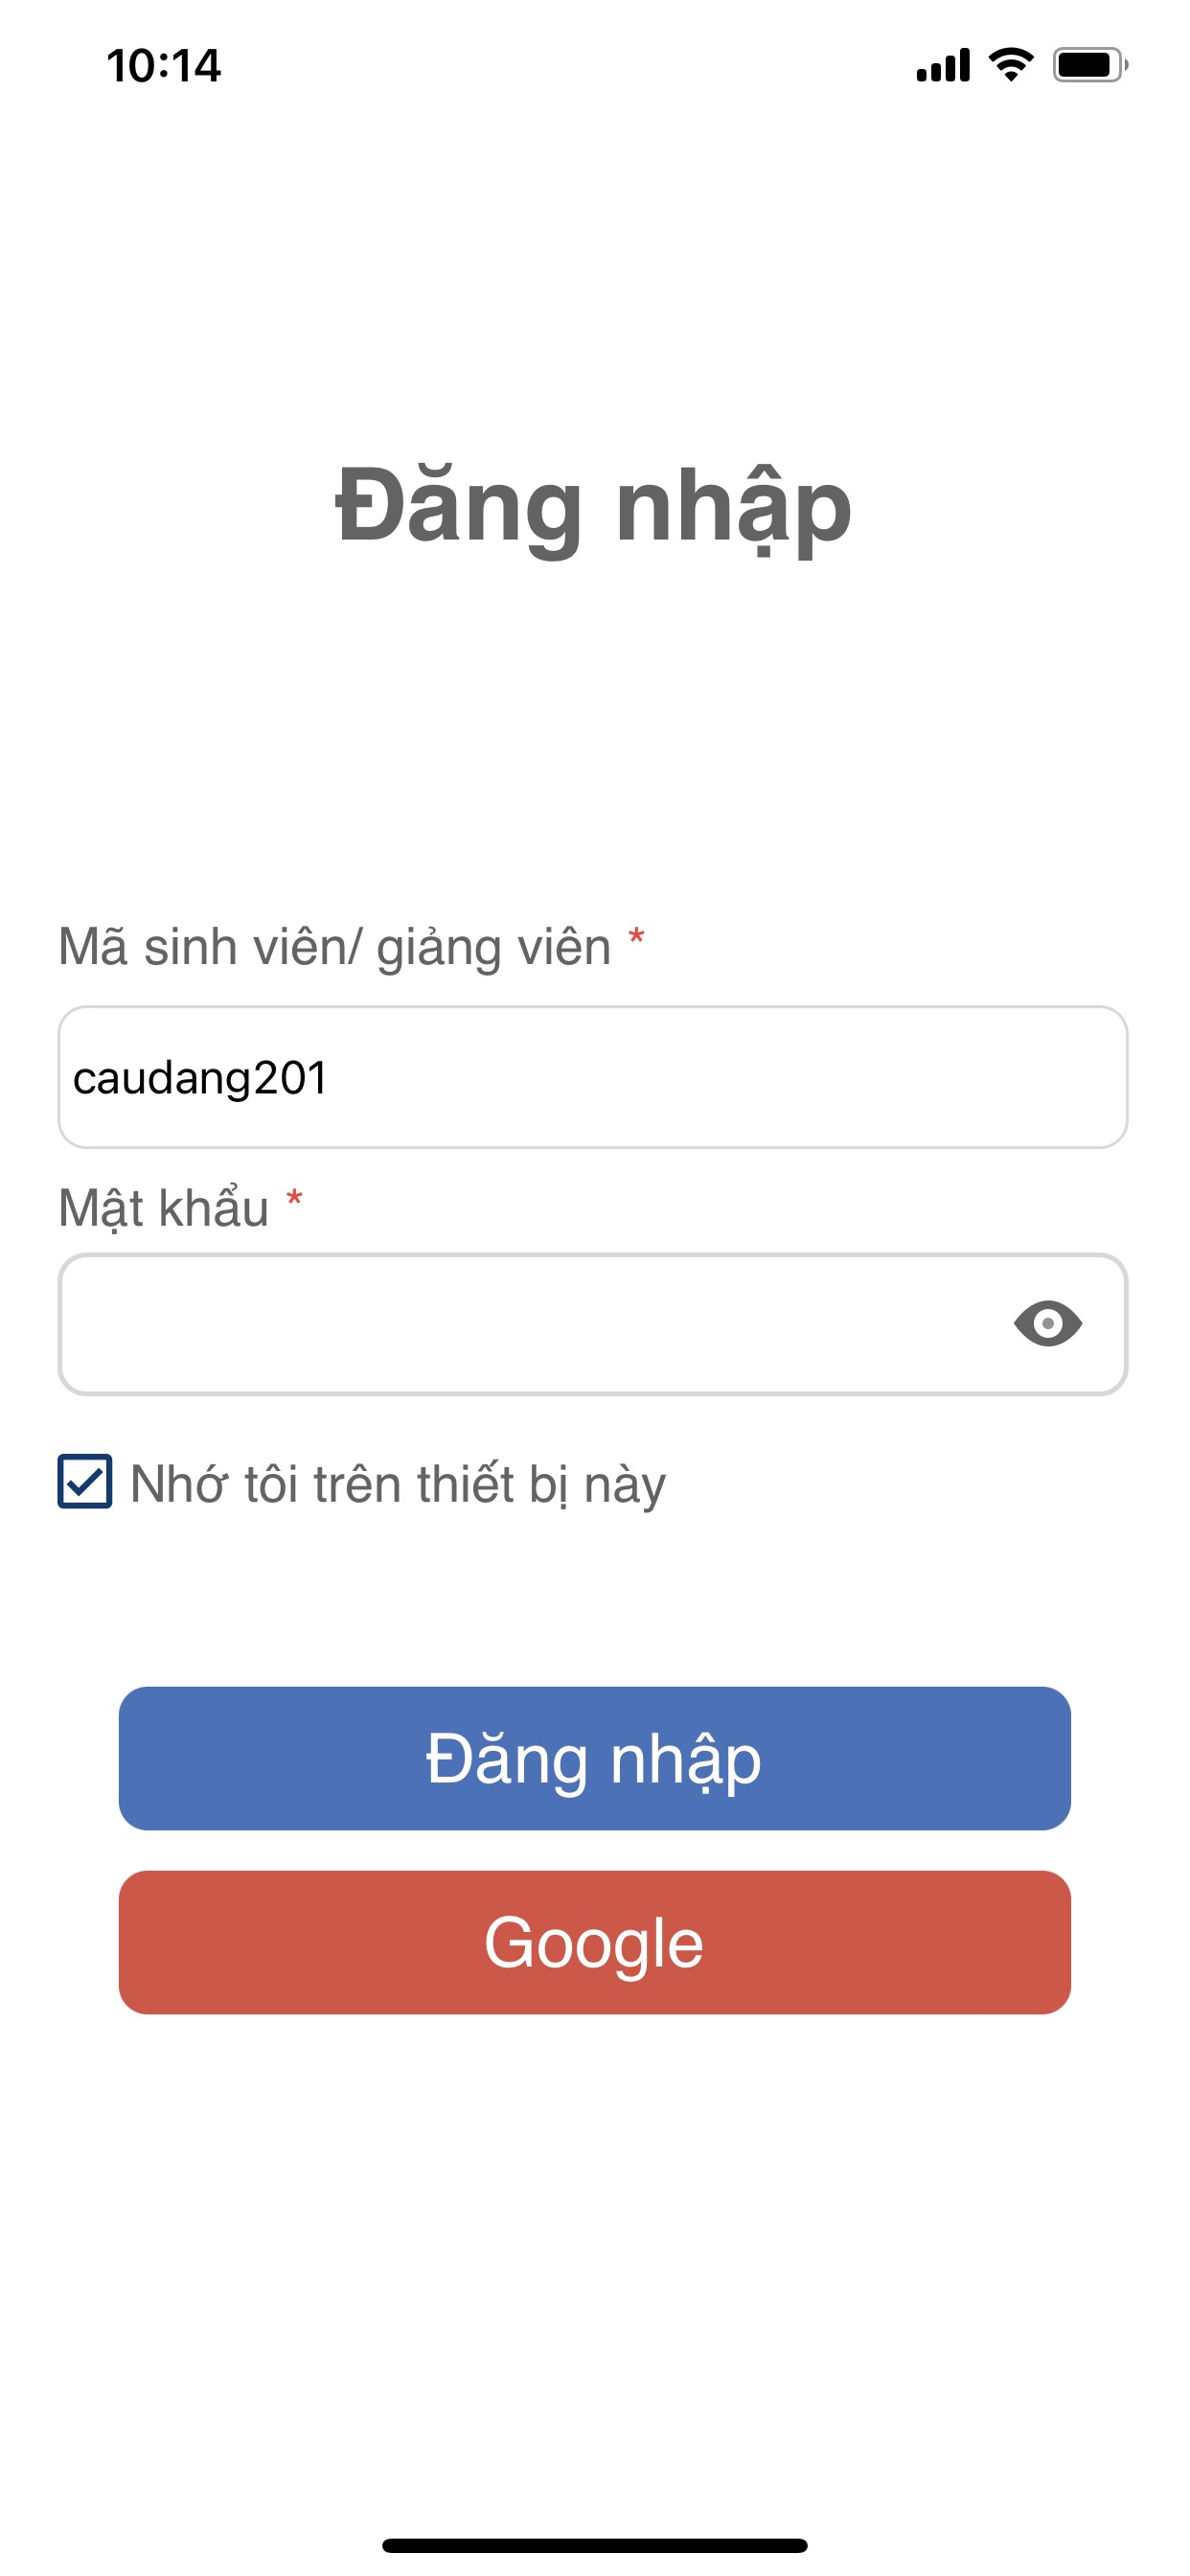 10:14
Đăng nhập
Mã sinh viên/ giảng viên *
caudang201
Mật khẩu *
Nhớ tôi trên thiết bị này
Đăng nhập
Google